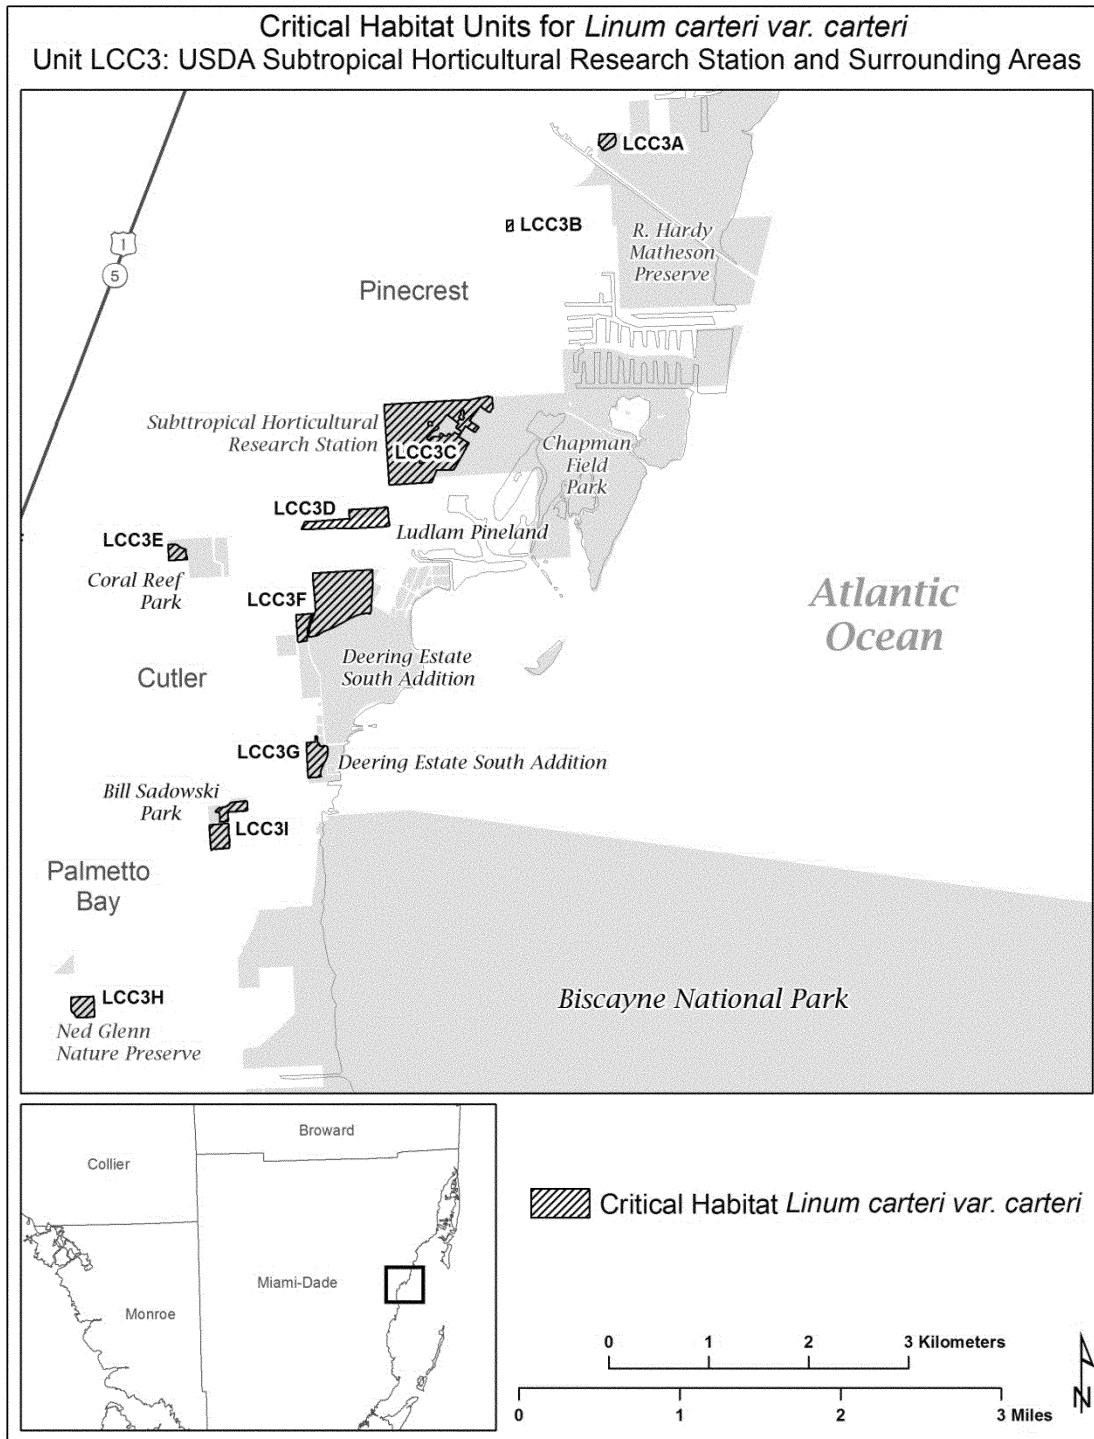 Critical Habitat Units for Linum carteri var. carteri
Unit LCC3: USDA Subtropical Horticultural Research Station and Surrounding Areas
LCC3A
LCC3B
R. Hardy
Matheson
Preserve
1
5
Pinecrest
Subttropical Horticultural
Research Station
LCC3C
Chapman
Field
Park
LCC3D
Ludlam Pineland
LCC3E
Coral Reef
Park
LCC3F
Atlantic
Ocean
Deering Estate
South Addition
Cutler
LCC3G
Deering Estate South Addition
Bill Sadowski
Park
LCC3I
Palmetto
Bay
LCC3H
Ned Glenn
Nature Preserve
Biscayne National Park
Broward
Collier
Miami-Dade
Monroe
Critical Habitat Linum carteri var. carteri
0 1 2 3 Kilometers
0 1 2 3 Miles
N